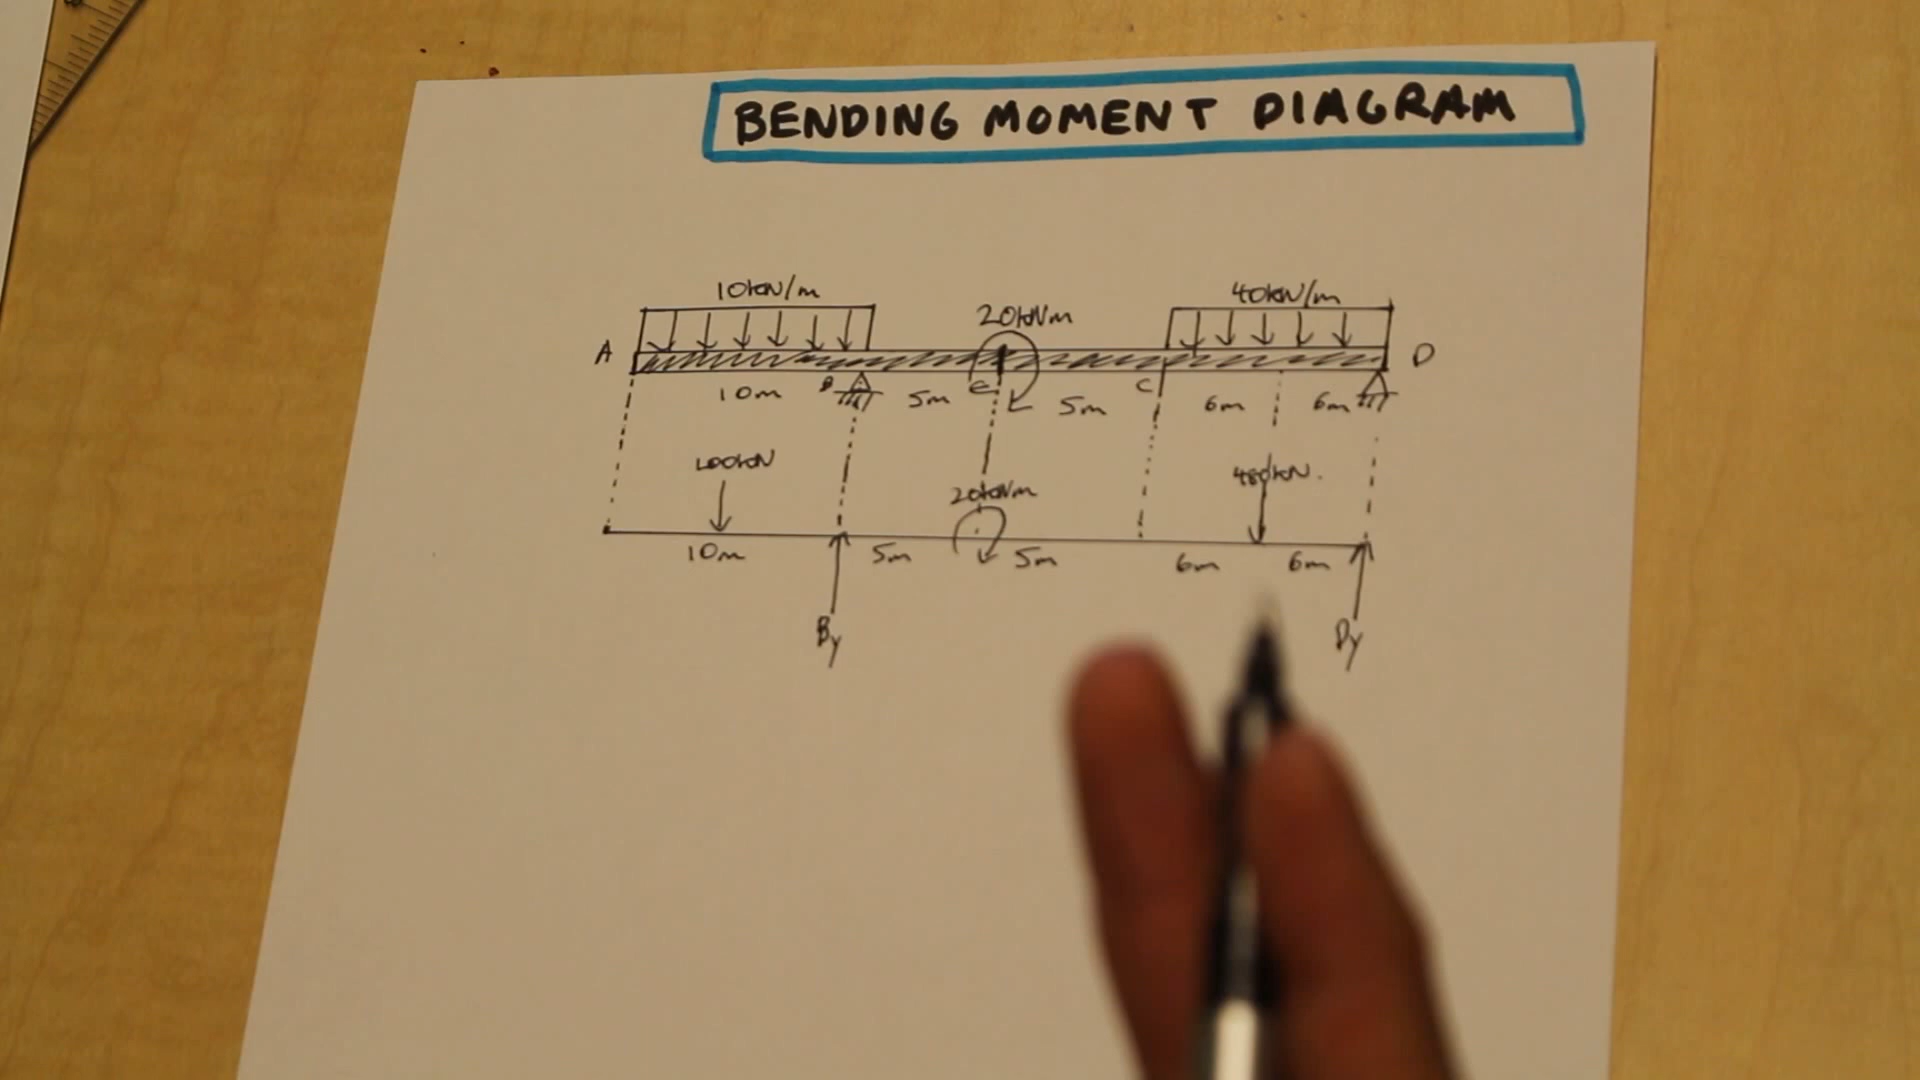 BENDING MOMENT DIAGRAM
10kN/m
20kNm
40kN/m
A
D
10m
B
5m
E
5m
C
6m
6m
100kN
20kNm
480kN.
10m
5m
5m
6m
6m
By
Dy